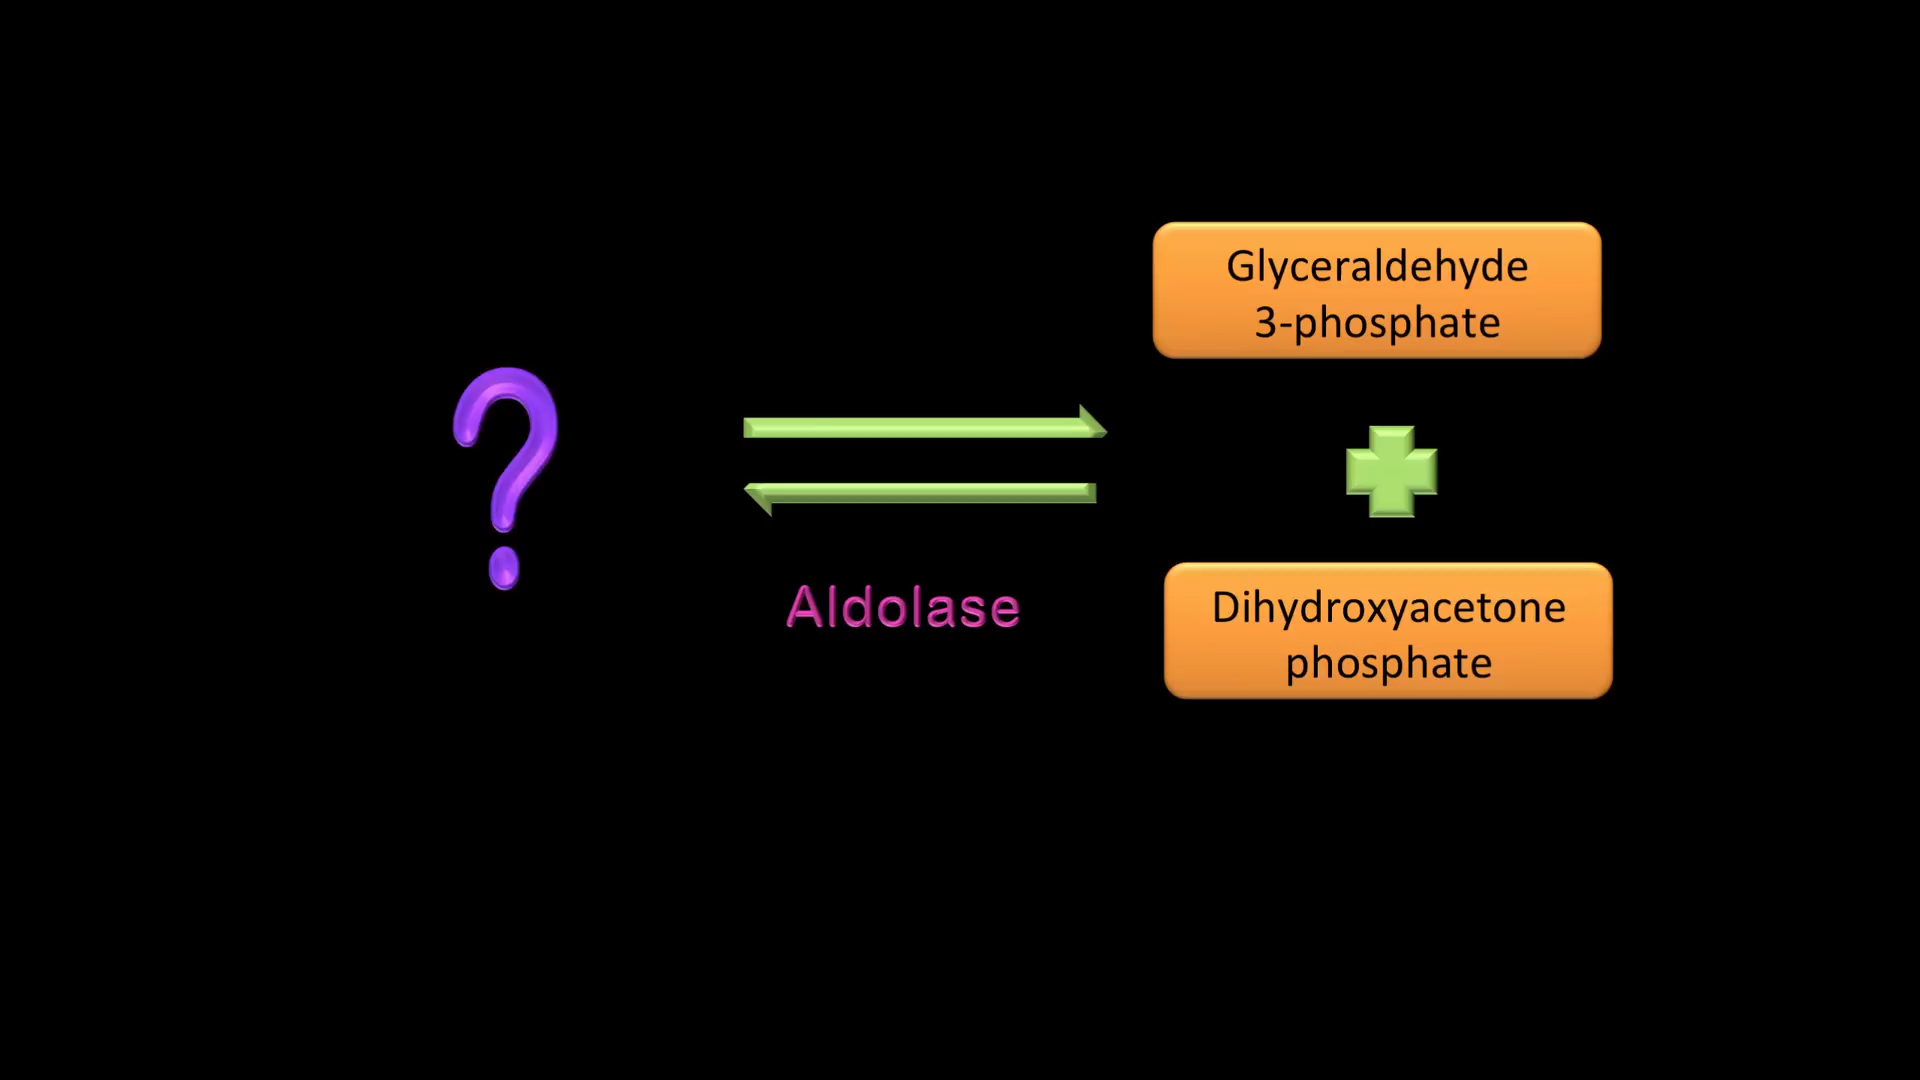 Glyceraldehyde
3-phosphate
?
Aldolase
Dihydroxyacetone
phosphate